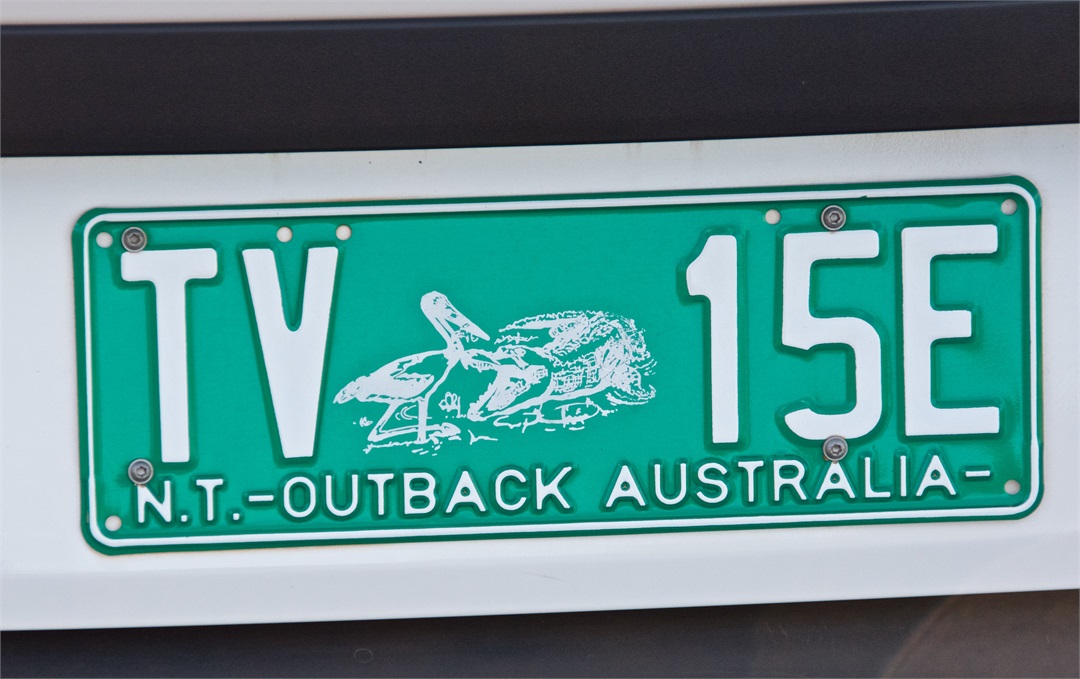 TV 15E
N.T.-OUTBACK AUSTRALIA-